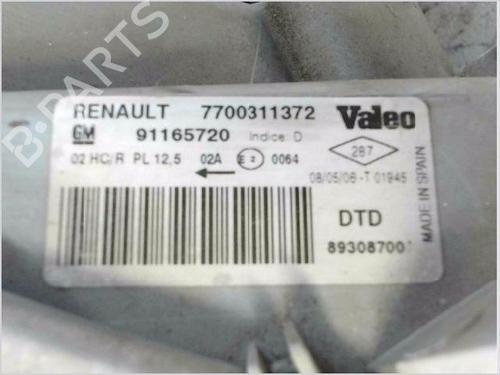 B-PARTS
RENAULT 7700311372 Valeo
GM 91165720 Indice: D
02 HC/R PL 12,5 02A E2 0064 287
08/05/06 - T 01945
DTD
MADE IN SPAIN